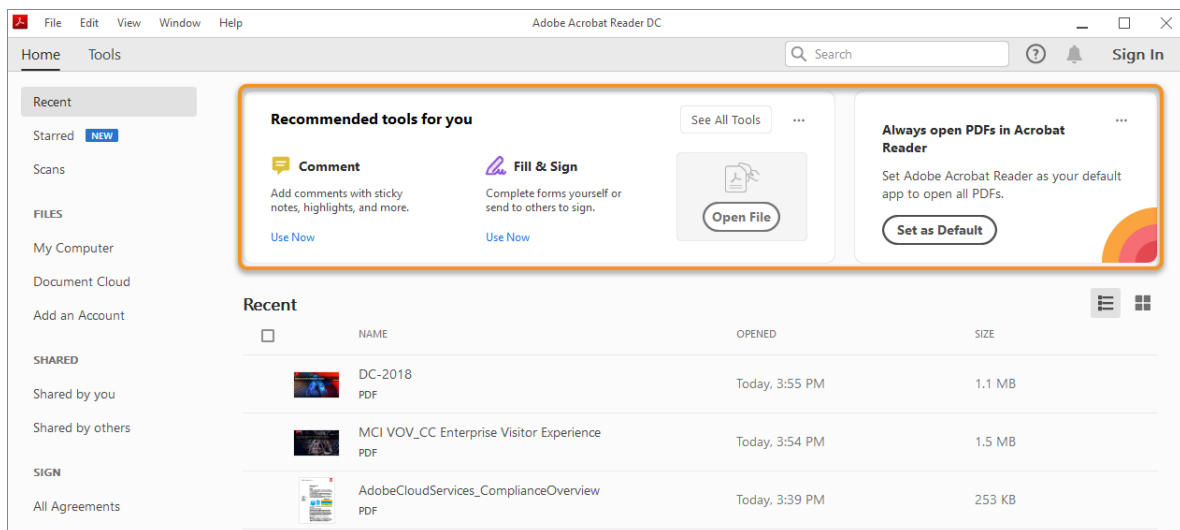 File Edit View Window Help Adobe Acrobat Reader DC
Home Tools Search ? Sign In
Recent
Starred NEW
Scans
FILES
My Computer
Document Cloud
Add an Account
SHARED
Shared by you
Shared by others
SIGN
All Agreements
Recommended tools for you See All Tools ...
Comment
Add comments with sticky
notes, highlights, and more.
Use Now
Fill & Sign
Complete forms yourself or
send to others to sign.
Use Now
Open File
Always open PDFs in Acrobat ...
Reader
Set Adobe Acrobat Reader as your default
app to open all PDFs.
Set as Default
Recent
NAME OPENED SIZE
DC-2018 Today, 3:55 PM 1.1 MB
PDF
MCI VOV_CC Enterprise Visitor Experience Today, 3:54 PM 1.5 MB
PDF
AdobeCloudServices_ComplianceOverview Today, 3:39 PM 253 KB
PDF